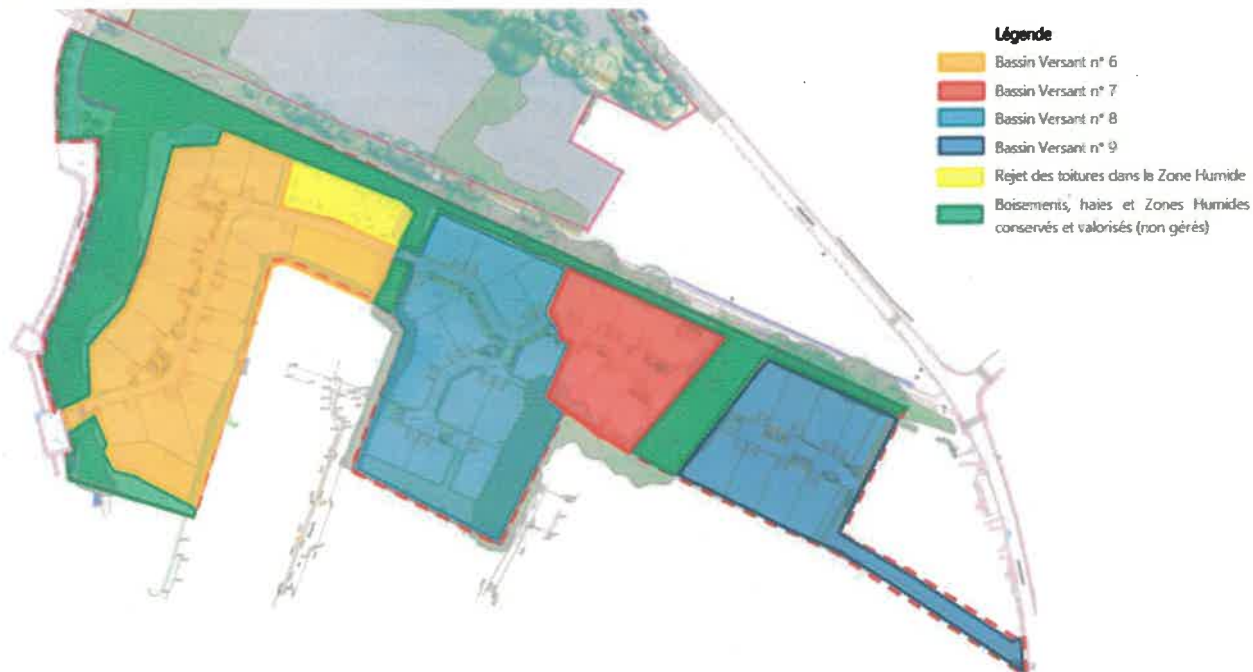 Légende
Bassin Versant n° 6
Bassin Versant n° 7
Bassin Versant n° 8
Bassin Versant n° 9
Rejet des toitures dans la Zone Humide
Boisements, haies et Zones Humides
conservés et valorisés (non gérés)